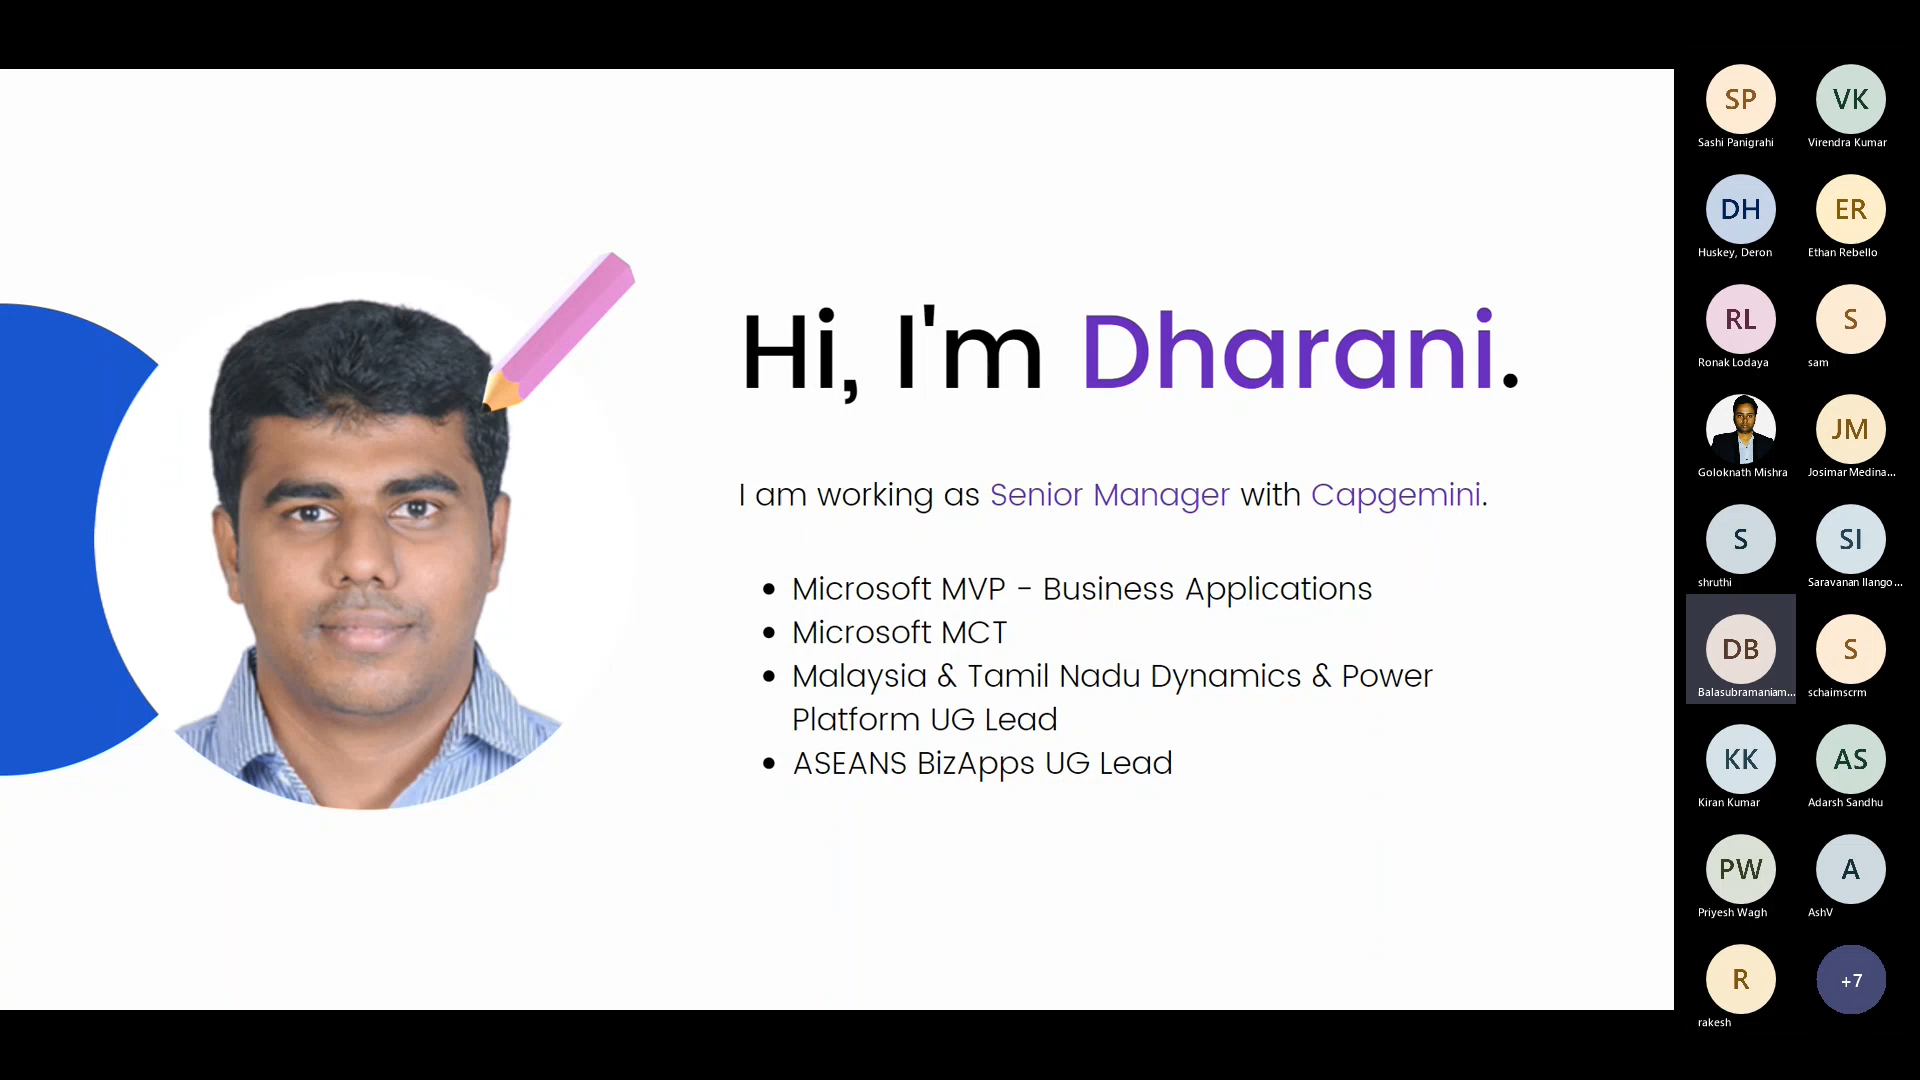 Hi, I'm Dharani.
I am working as Senior Manager with Capgemini.
Microsoft MVP - Business Applications
Microsoft MCT
Malaysia & Tamil Nadu Dynamics & Power
Platform UG Lead
ASEANS BizApps UG Lead
SP
VK
Sashi Panigrahi
Virendra Kumar
DH
ER
Huskey, Deron
Ethan Rebello
RL
S
Ronak Lodaya
sam
JM
Goloknath Mishra
Josimar Medina...
S
SI
shruthi
Saravanan Ilango...
DB
S
Balasubramaniam...
schaimscrm
KK
AS
Kiran Kumar
Adarsh Sandhu
PW
A
Priyesh Wagh
AshV
R
+7
rakesh